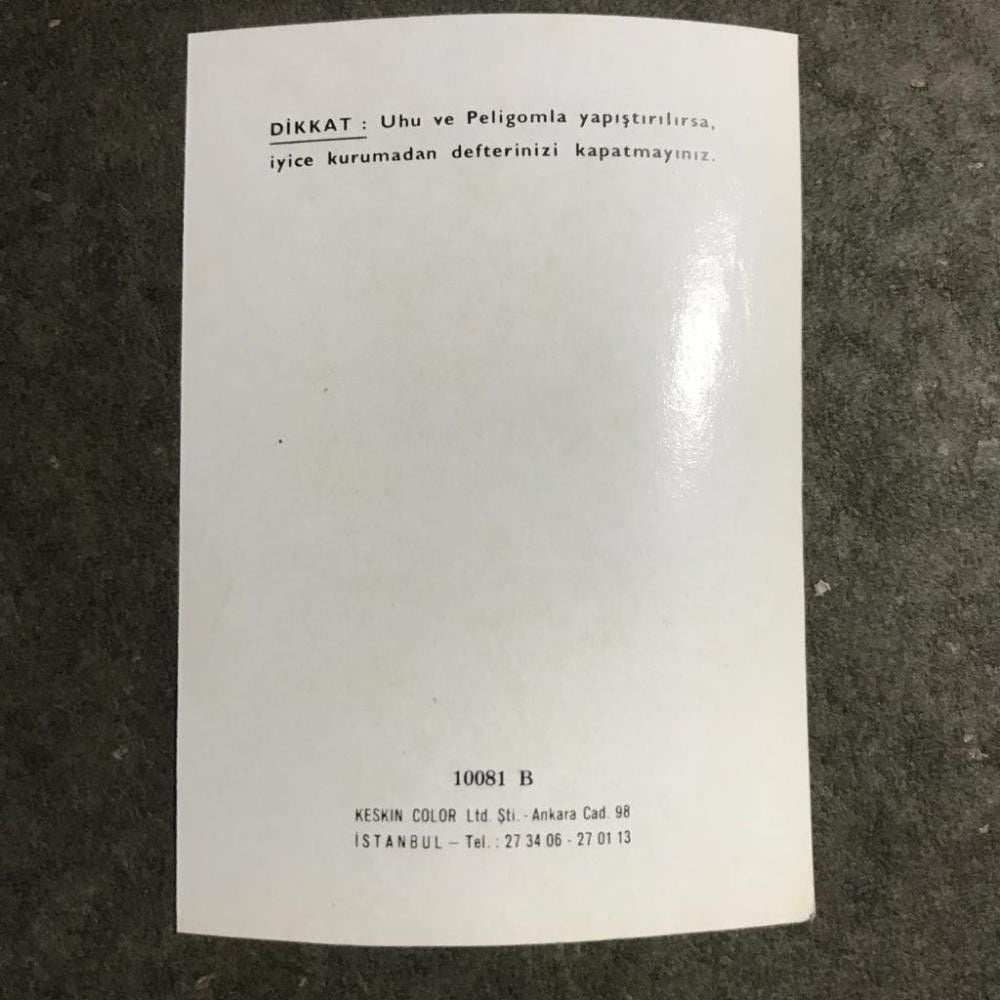 DİKKAT : Uhu ve Peligomla yapıştırılırsa,
iyice kurumadan defterinizi kapatmayınız.
10081 B
KESKIN COLOR Ltd. Şti. - Ankara Cad. 98
İSTANBUL – Tel. : 27 34 06 - 27 01 13